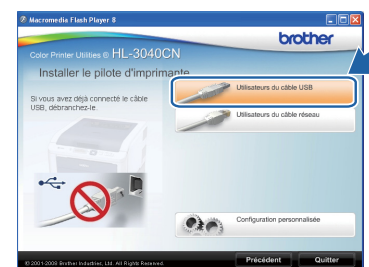 Macromedia Flash Player 8
brother
Color Printer Utilities © HL-3040CN
Installer le pilote d'imprimante
Utilisateurs du câble USB
Si vous avez déjà connecté le câble
USB, débranchez-le.
Utilisateurs du câble réseau
Configuration personnalisée
© 2001-2008 Brother Industries, Ltd. All Rights Reserved.
Précédent
Quitter